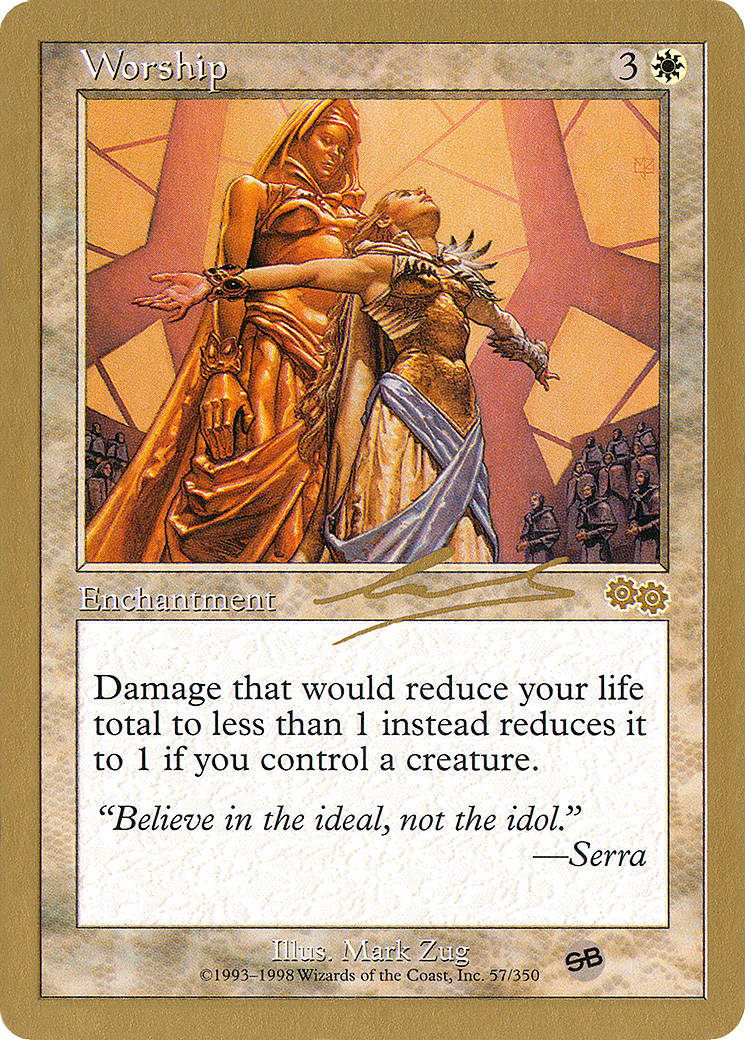 Worship 3
Enchantment
Damage that would reduce your life
total to less than 1 instead reduces it
to 1 if you control a creature.
“Believe in the ideal, not the idol.”
—Serra
Illus. Mark Zug
©1993–1998 Wizards of the Coast, Inc. 57/350
SB